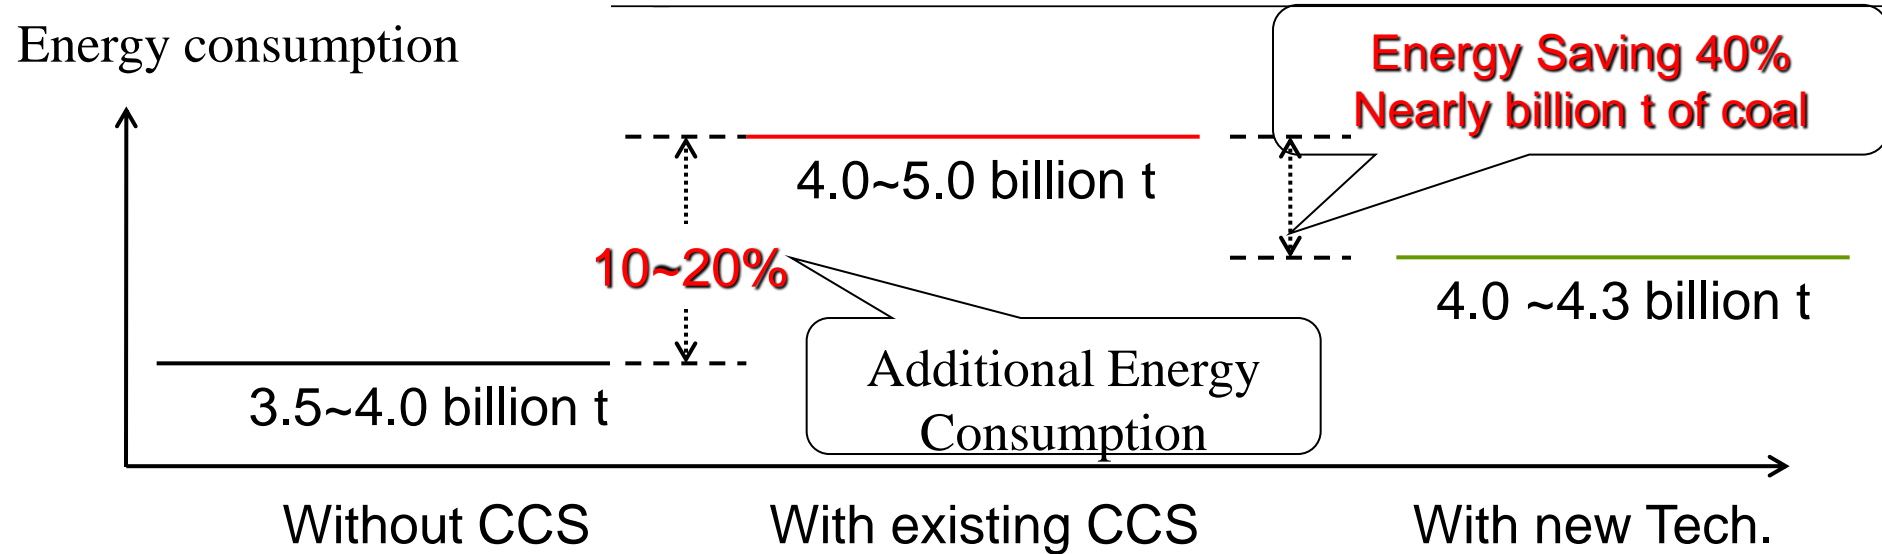 Energy consumption
Energy Saving 40%
Nearly billion t of coal
4.0~5.0 billion t
10~20%
4.0 ~4.3 billion t
Additional Energy
Consumption
3.5~4.0 billion t
Without CCS
With existing CCS
With new Tech.